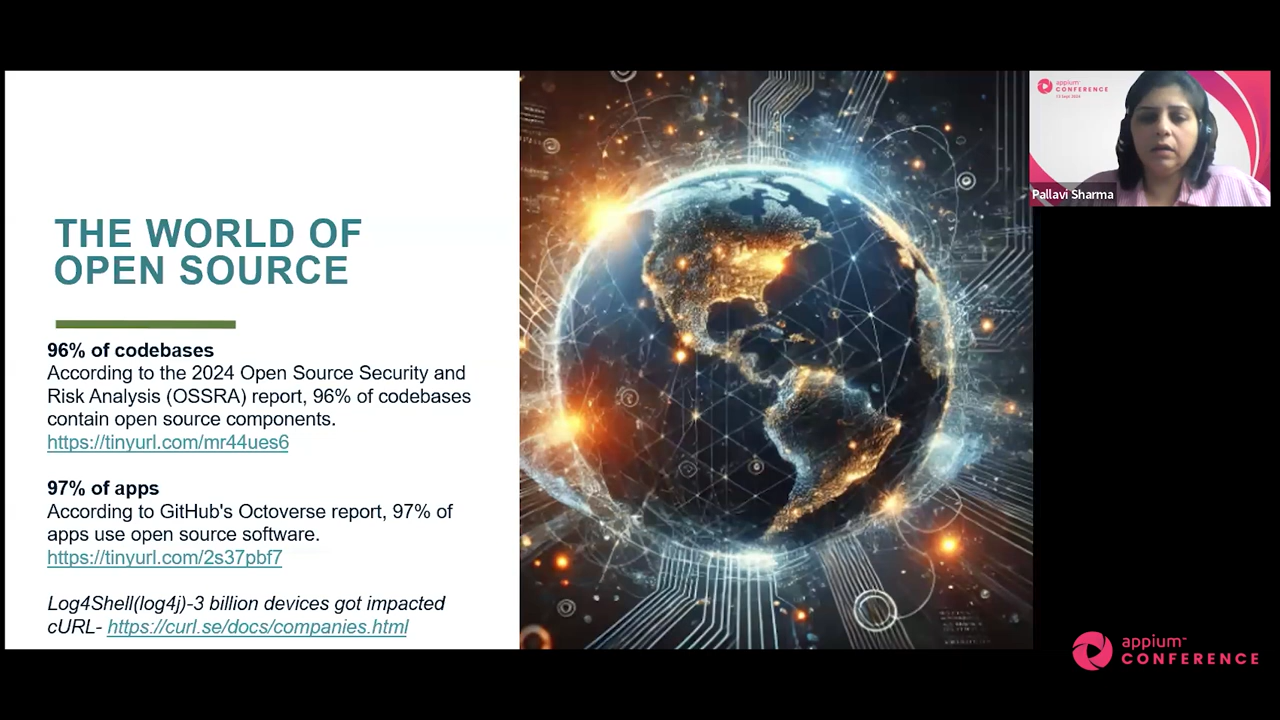 THE WORLD OF
OPEN SOURCE
96% of codebases
According to the 2024 Open Source Security and
Risk Analysis (OSSRA) report, 96% of codebases
contain open source components.
https://tinyurl.com/mr44ues6
97% of apps
According to GitHub's Octoverse report, 97% of
apps use open source software.
https://tinyurl.com/2s37pbf7
Log4Shell(log4j)-3 billion devices got impacted
cURL- https://curl.se/docs/companies.html
appium
CONFERENCE
Pallavi Sharma
appium
CONFERENCE